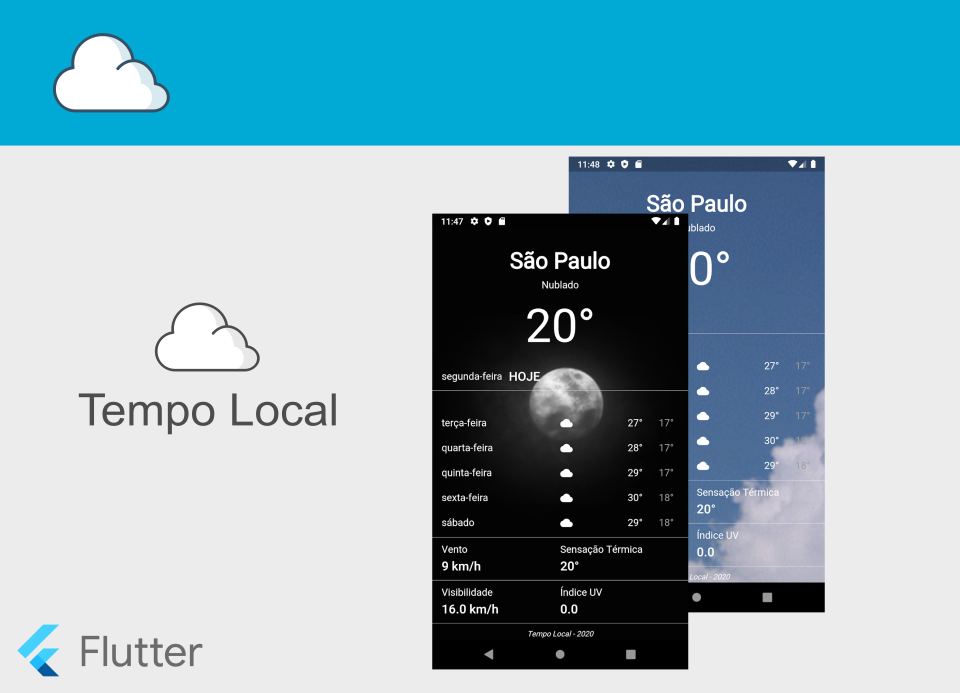 Tempo Local
Flutter
11:47
São Paulo
Nublado
20°
segunda-feira HOJE
terça-feira 27° 17°
quarta-feira 28° 17°
quinta-feira 29° 17°
sexta-feira 30° 18°
sábado 29° 18°
Vento Sensação Térmica
9 km/h 20°
Visibilidade Índice UV
16.0 km/h 0.0
Tempo Local - 2020
11:48
São Paulo
ublado
0°
27° 17°
28° 17°
29° 17°
30°
29° 18°
Sensação Térmica
20°
Índice UV
0.0
Local - 2020